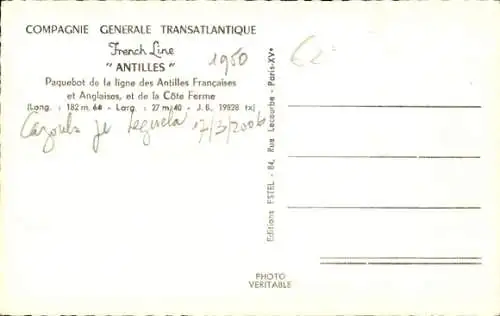 COMPAGNIE GENERALE TRANSATLANTIQUE
French Line
" ANTILLES "
1950
Paquebot de la ligne des Antilles Françaises
et Anglaises, et de la Côte Ferme
(Long. : 182 m. 64 - Larg. : 27 m. 40 - J. B. 19828 tx)
17/3/2006
Editions ESTEL - 84, Rue Lecourbe - Paris-XVe
PHOTO
VERITABLE